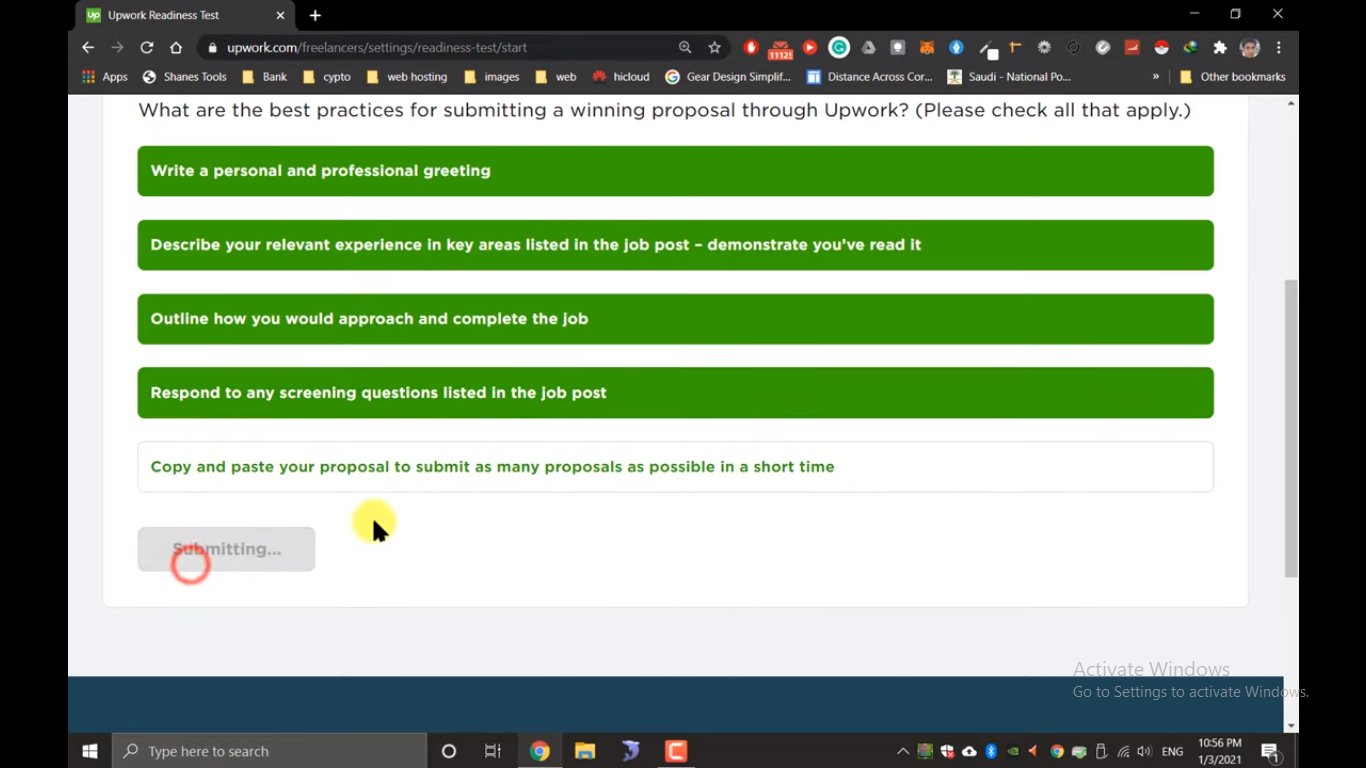 Up Upwork Readiness Test
upwork.com/freelancers/settings/readiness-test/start
11125
Apps Shanes Tools Bank cypto web hosting images web hicloud Gear Design Simplif... Distance Across Cor... Saudi - National Po... » Other bookmarks
What are the best practices for submitting a winning proposal through Upwork? (Please check all that apply.)
Write a personal and professional greeting
Describe your relevant experience in key areas listed in the job post – demonstrate you've read it
Outline how you would approach and complete the job
Respond to any screening questions listed in the job post
Copy and paste your proposal to submit as many proposals as possible in a short time
Submitting...
Activate Windows
Go to Settings to activate Windows.
Type here to search
ENG
10:56 PM
1/3/2021
1